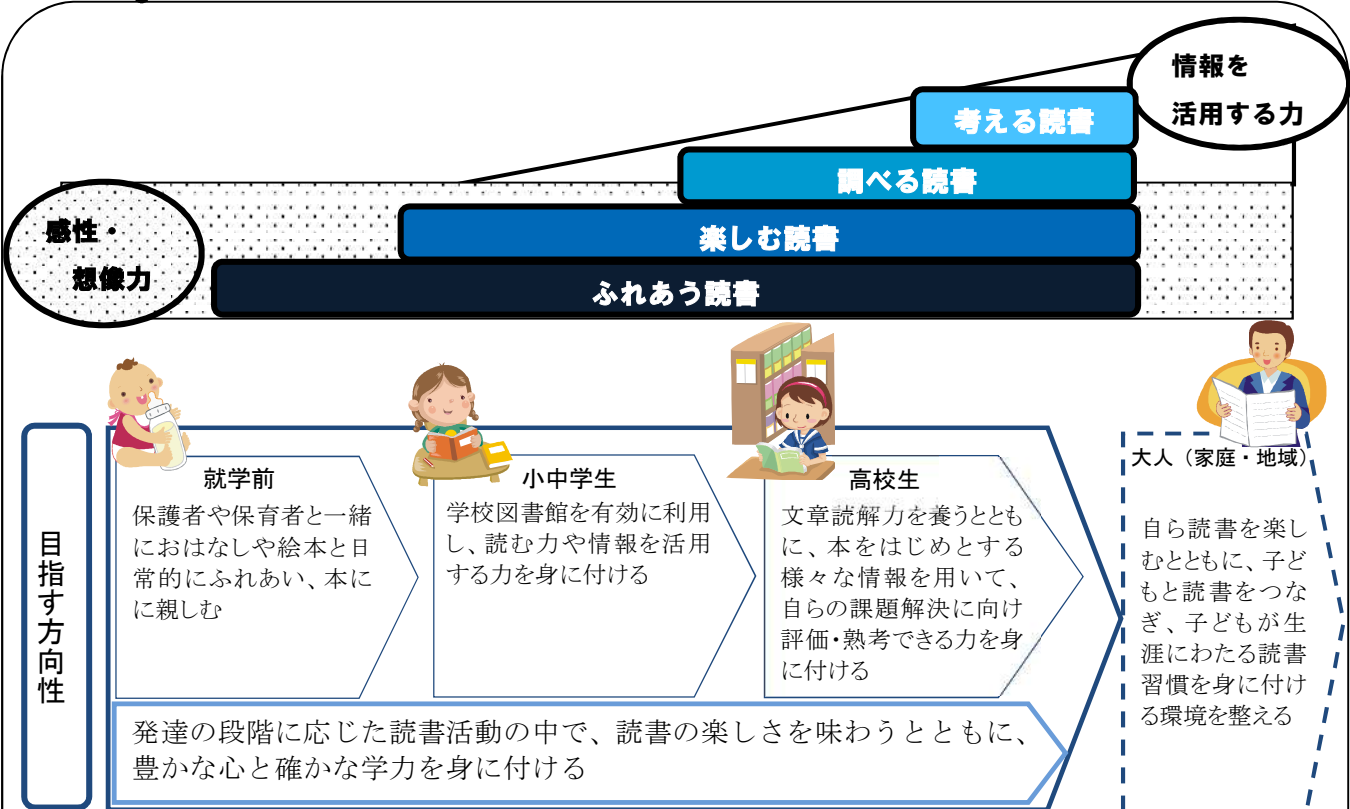 情報を
活用する力
考える読書
調べる読書
楽しむ読書
ふれあう読書
感性・
想像力
目指す方向性
就学前
保護者や保育者と一緒
におはなしや絵本と日
常的にふれあい、本に
に親しむ
小中学生
学校図書館を有効に利用
し、読む力や情報を活用
する力を身に付ける
高校生
文章読解力を養うととも
に、本をはじめとする
様々な情報を用いて、
自らの課題解決に向け
評価・熟考できる力を身
に付ける
大人（家庭・地域）
自ら読書を楽し
むとともに、子ど
もと読書をつな
ぎ、子どもが生
涯にわたる読書
習慣を身に付け
る環境を整える
発達の段階に応じた読書活動の中で、読書の楽しさを味わうとともに、
豊かな心と確かな学力を身に付ける